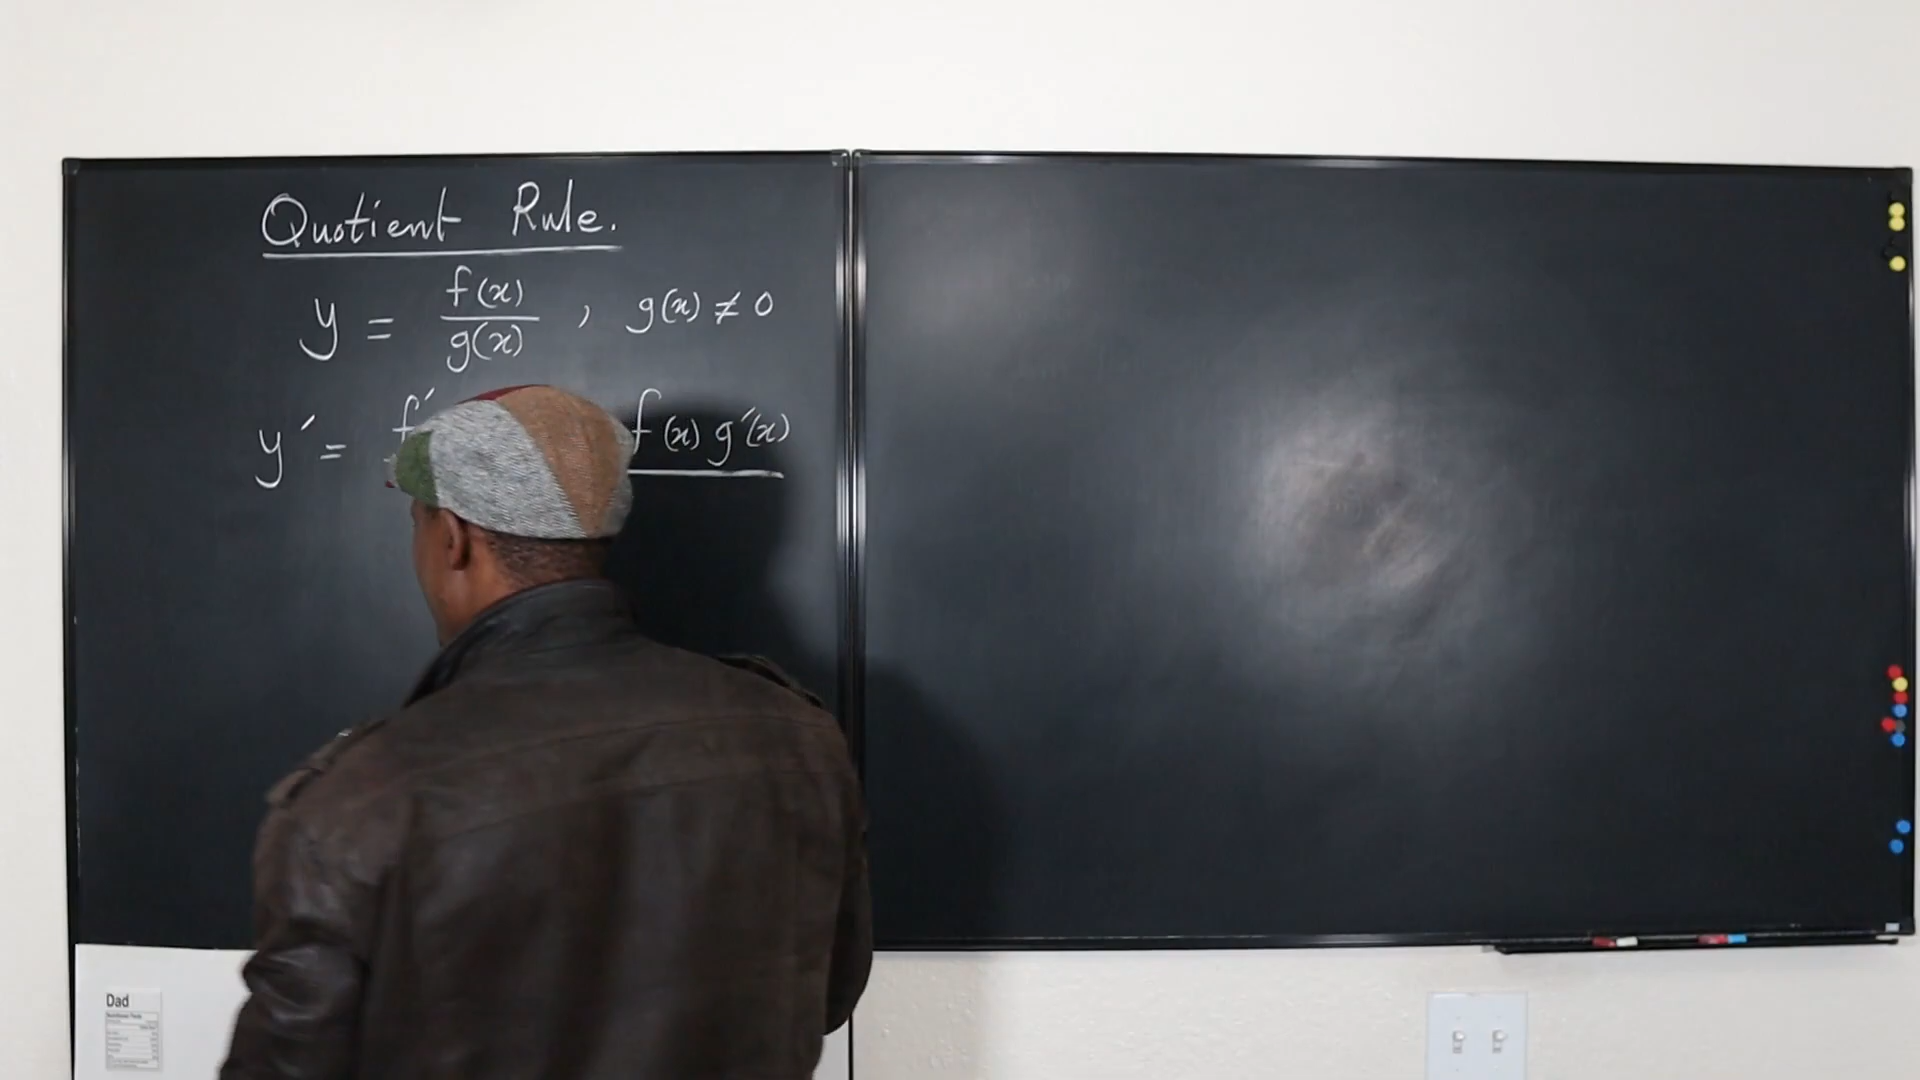 Quotient Rule.
y = f(x)/g(x) , g(x) ≠ 0
y′ = f′ f(x) g′(x)
Dad